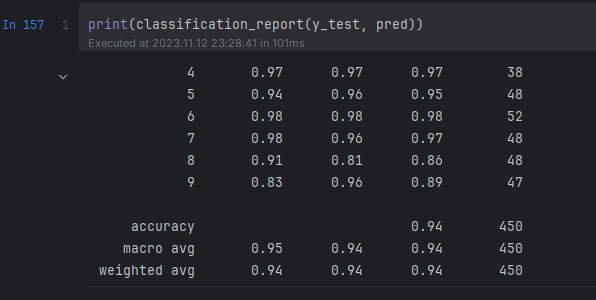 In 157 1 print(classification_report(y_test, pred))
Executed at 2023.11.12 23:28:41 in 101ms
4 0.97 0.97 0.97 38
5 0.94 0.96 0.95 48
6 0.98 0.98 0.98 52
7 0.98 0.96 0.97 48
8 0.91 0.81 0.86 48
9 0.83 0.96 0.89 47
accuracy 0.94 450
macro avg 0.95 0.94 0.94 450
weighted avg 0.94 0.94 0.94 450